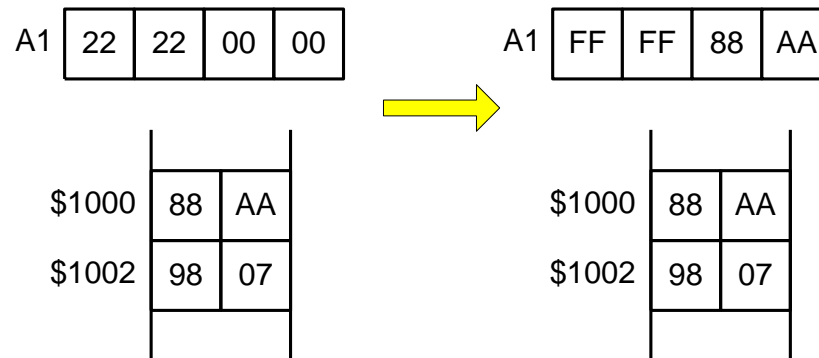 A1 22 22 00 00 A1 FF FF 88 AA
$1000 88 AA $1000 88 AA
$1002 98 07 $1002 98 07